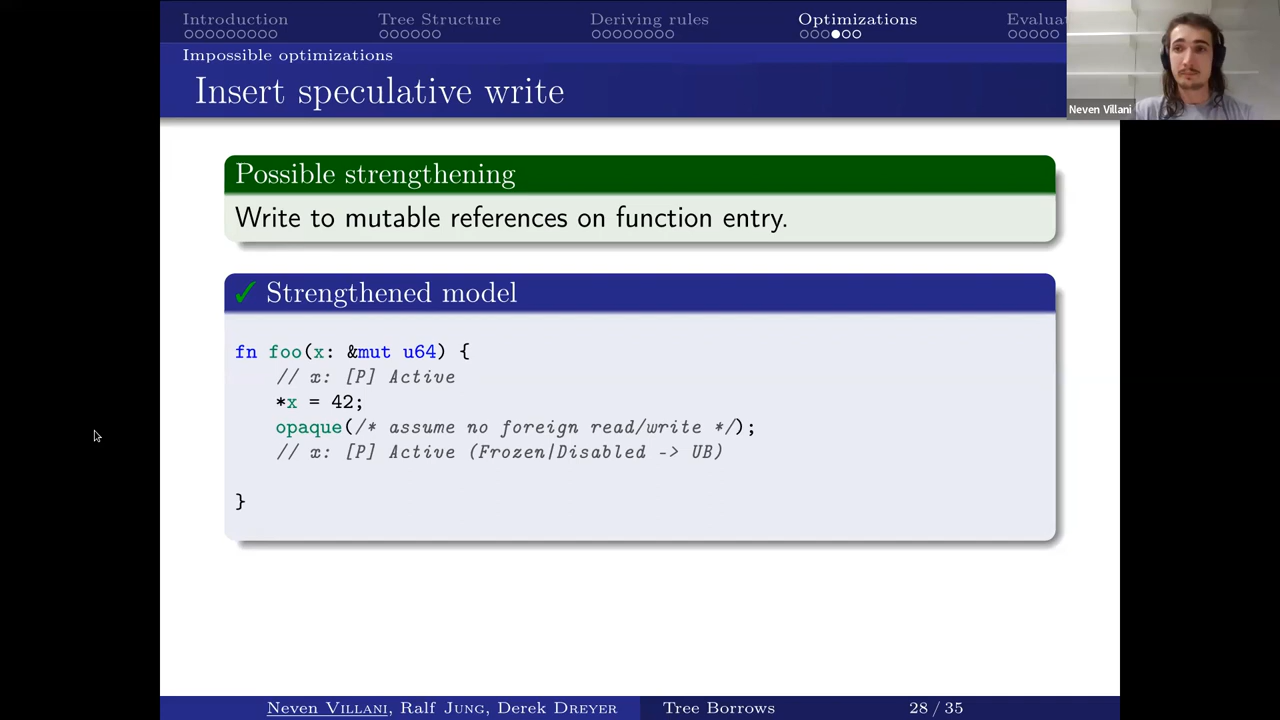 Introduction Tree Structure Deriving rules Optimizations Evalua
Impossible optimizations
Insert speculative write
Neven Villani
Possible strengthening
Write to mutable references on function entry.
✓ Strengthened model
fn foo(x: &mut u64) {
// x: [P] Active
*x = 42;
opaque(/* assume no foreign read/write */);
// x: [P] Active (Frozen|Disabled -> UB)
}
Neven Villani, Ralf Jung, Derek Dreyer Tree Borrows 28 / 35